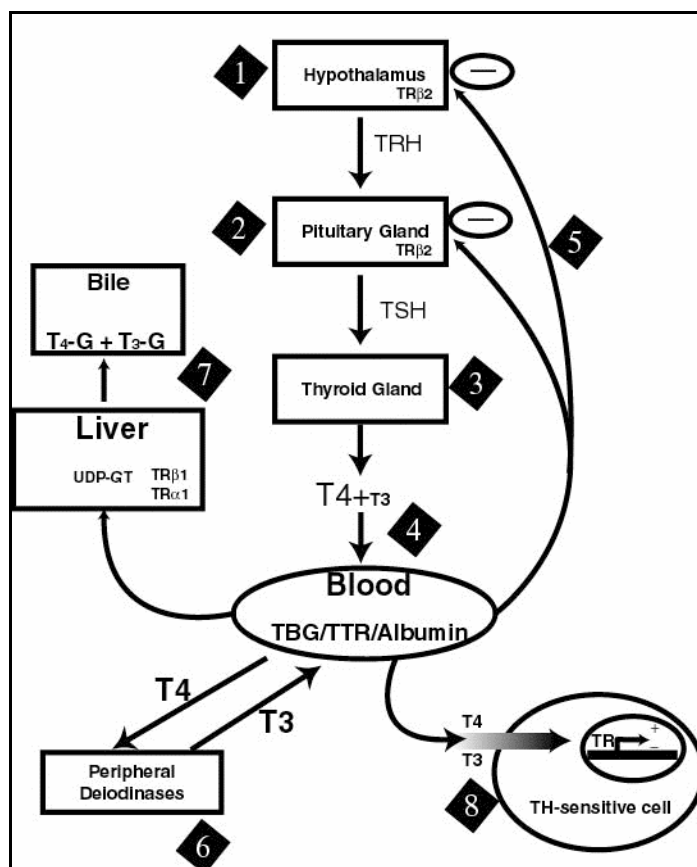 1
Hypothalamus
TRβ2
—
TRH
2
Pituitary Gland
TRβ2
—
5
TSH
Bile
T4-G + T3-G
7
Thyroid Gland
3
Liver
UDP-GT TRβ1
TRα1
T4+T3
4
Blood
TBG/TTR/Albumin
T4
T3
Peripheral
Deiodinases
6
T4
T3
8
TR + –
TH-sensitive cell